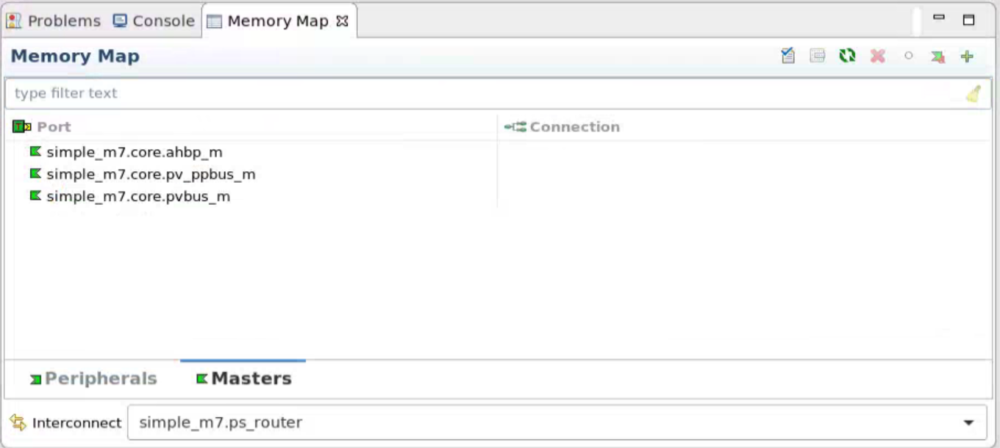 Problems Console Memory Map
Memory Map
type filter text
Port Connection
simple_m7.core.ahbp_m
simple_m7.core.pv_ppbus_m
simple_m7.core.pvbus_m
Peripherals Masters
Interconnect simple_m7.ps_router